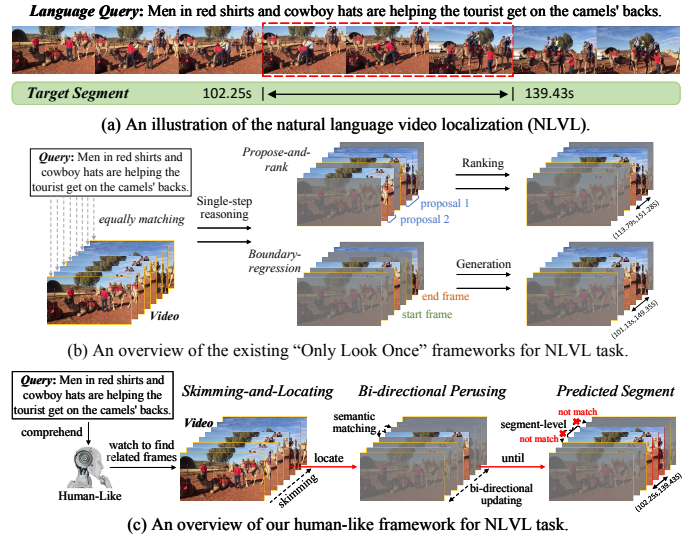 Language Query: Men in red shirts and cowboy hats are helping the tourist get on the camels' backs.
Target Segment 102.25s 139.43s
(a) An illustration of the natural language video localization (NLVL).
Query: Men in red shirts and
cowboy hats are helping the
tourist get on the camels' backs.
equally matching
Video
Single-step
reasoning
Propose-and-
rank
proposal 1
proposal 2
Ranking
(113.79s,151.28S)
Boundary-
regression
end frame
start frame
Generation
(101.13s,149.35S)
(b) An overview of the existing “Only Look Once” frameworks for NLVL task.
Query: Men in red shirts and
cowboy hats are helping the
tourist get on the camels' backs.
comprehend
Human-Like
watch to find
related frames
Skimming-and-Locating
Video
skimming
locate
Bi-directional Perusing
semantic
matching
bi-directional
updating
until
Predicted Segment
not match
segment-level
not match
(102.25s,139.43s)
(c) An overview of our human-like framework for NLVL task.